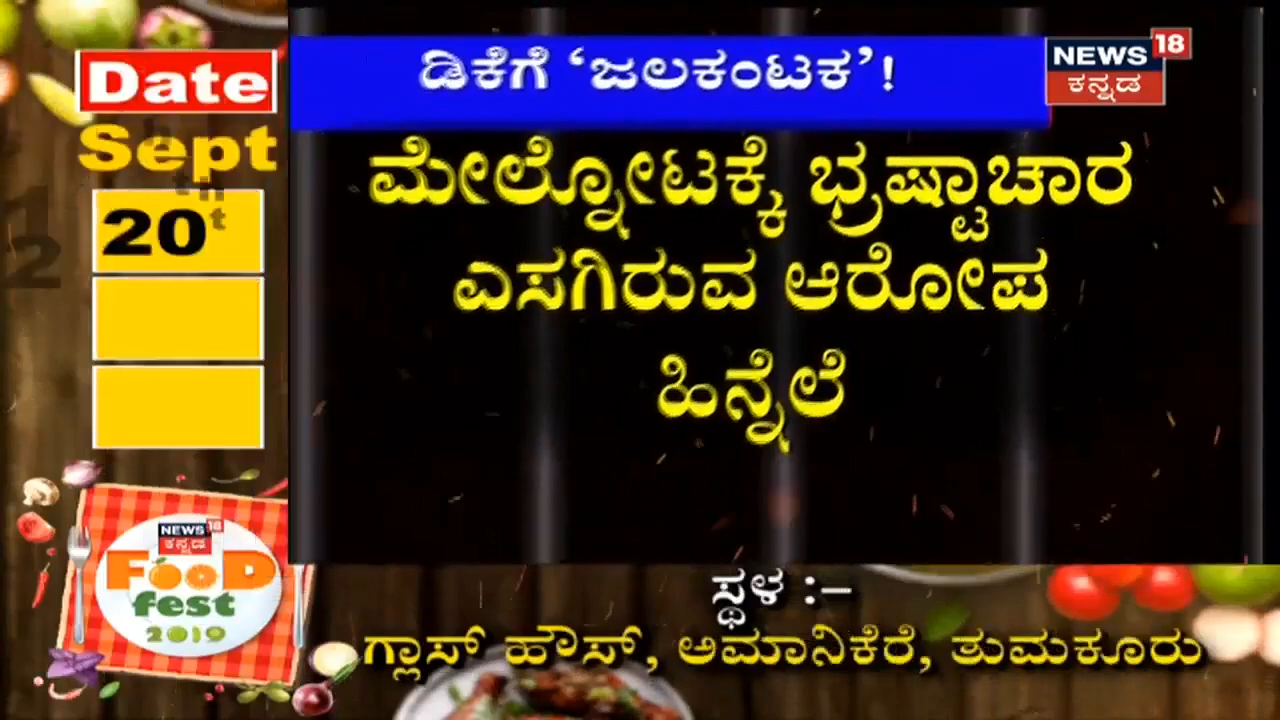 Date
Sept
20
ಡಿಕೆಗೆ ‘ಜಲಕಂಟಕ’!
NEWS 18
ಕನ್ನಡ
ಮೇಲ್ನೋಟಕ್ಕೆ ಭ್ರಷ್ಟಾಚಾರ
ಎಸಗಿರುವ ಆರೋಪ
ಹಿನ್ನೆಲೆ
NEWS 18
ಕನ್ನಡ
FOOD
fest
2019
ಸ್ಥಳ :–
ಗ್ಲಾಸ್ ಹೌಸ್, ಅಮಾನಿಕೆರೆ, ತುಮಕೂರು